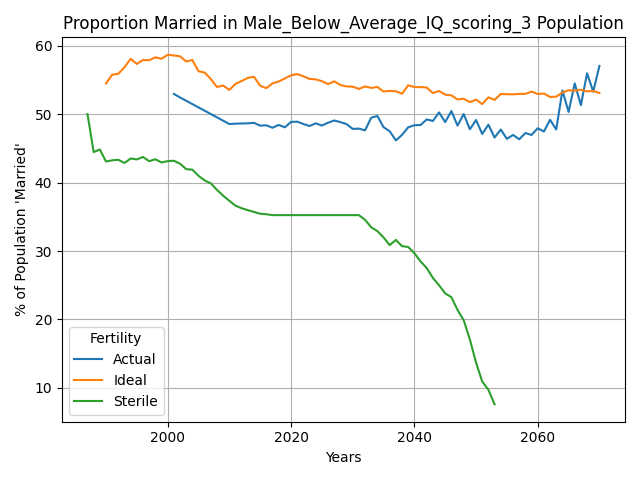 Proportion Married in Male_Below_Average_IQ_scoring_3 Population
% of Population 'Married'
60
50
40
30
20
10
Fertility
Actual
Ideal
Sterile
2000
2020
2040
2060
Years